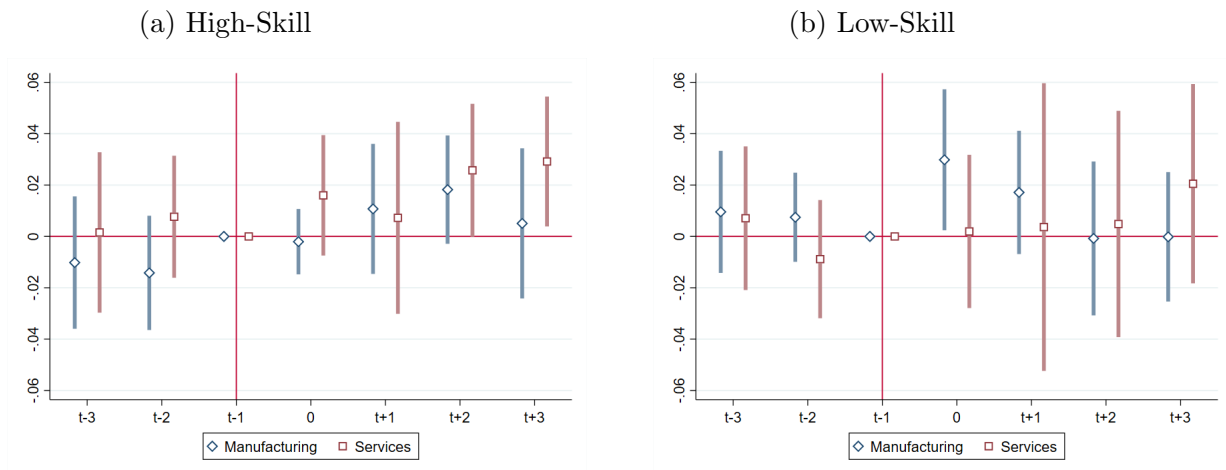 (a) High-Skill
.06
.04
.02
0
-.02
-.04
-.06
t-3 t-2 t-1 0 t+1 t+2 t+3
Manufacturing Services
(b) Low-Skill
.06
.04
.02
0
-.02
-.04
-.06
t-3 t-2 t-1 0 t+1 t+2 t+3
Manufacturing Services